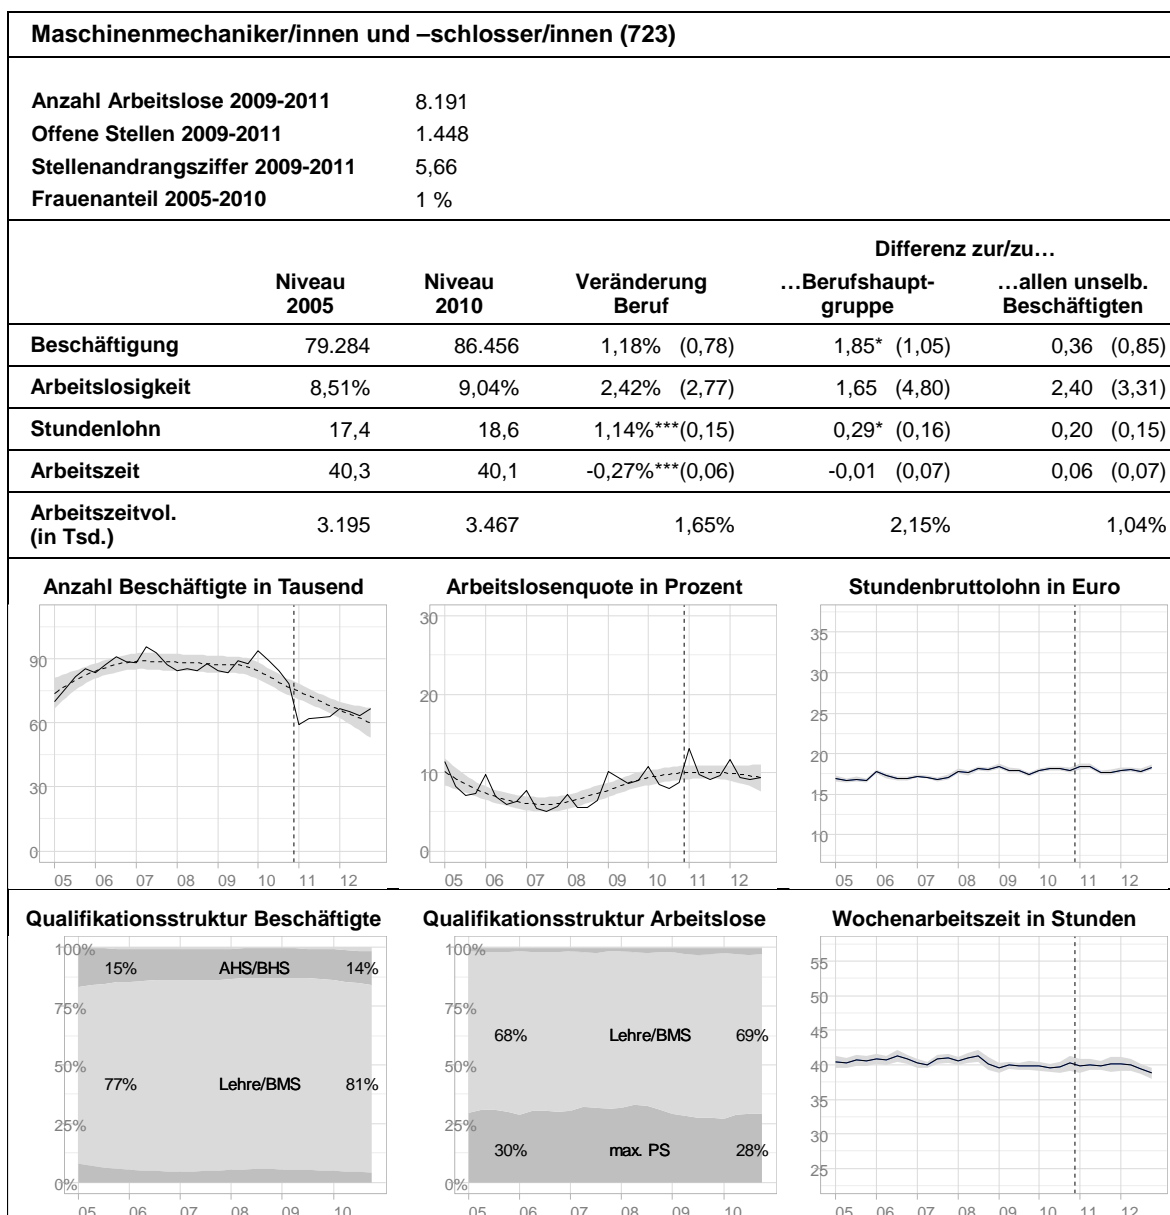 Maschinenmechaniker/innen und –schlosser/innen (723)
Anzahl Arbeitslose 2009-2011 8.191
Offene Stellen 2009-2011 1.448
Stellenandrangsziffer 2009-2011 5,66
Frauenanteil 2005-2010 1 %
Differenz zur/zu…
Niveau Niveau Veränderung …Berufshaupt- …allen unselb.
2005 2010 Beruf gruppe Beschäftigten
Beschäftigung 79.284 86.456 1,18% (0,78) 1,85* (1,05) 0,36 (0,85)
Arbeitslosigkeit 8,51% 9,04% 2,42% (2,77) 1,65 (4,80) 2,40 (3,31)
Stundenlohn 17,4 18,6 1,14%***(0,15) 0,29* (0,16) 0,20 (0,15)
Arbeitszeit 40,3 40,1 -0,27%***(0,06) -0,01 (0,07) 0,06 (0,07)
Arbeitszeitvol.
(in Tsd.) 3.195 3.467 1,65% 2,15% 1,04%
Anzahl Beschäftigte in Tausend
90
60
30
0
05 06 07 08 09 10 11 12
Arbeitslosenquote in Prozent
30
20
10
0
05 06 07 08 09 10 11 12
Stundenbruttolohn in Euro
35
30
25
20
15
10
05 06 07 08 09 10 11 12
Qualifikationsstruktur Beschäftigte
100%
15% AHS/BHS 14%
75%
50%
77% Lehre/BMS 81%
25%
0%
05 06 07 08 09 10
Qualifikationsstruktur Arbeitslose
100%
75%
68% Lehre/BMS 69%
50%
25%
30% max. PS 28%
0%
05 06 07 08 09 10
Wochenarbeitszeit in Stunden
55
50
45
40
35
30
25
05 06 07 08 09 10 11 12